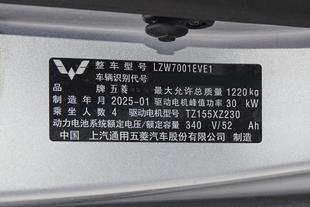 整车型号 LZW7001EVE1
车辆识别代号
品牌 五菱 最大允许总质量 1220 kg
制造年月 2025-01 驱动电机峰值功率 30 kW
乘坐人数 4 驱动电机型号 TZ155XZ230
动力电池系统额定电压/额定容量 340 V/52 Ah
中国 上汽通用五菱汽车股份有限公司 制造